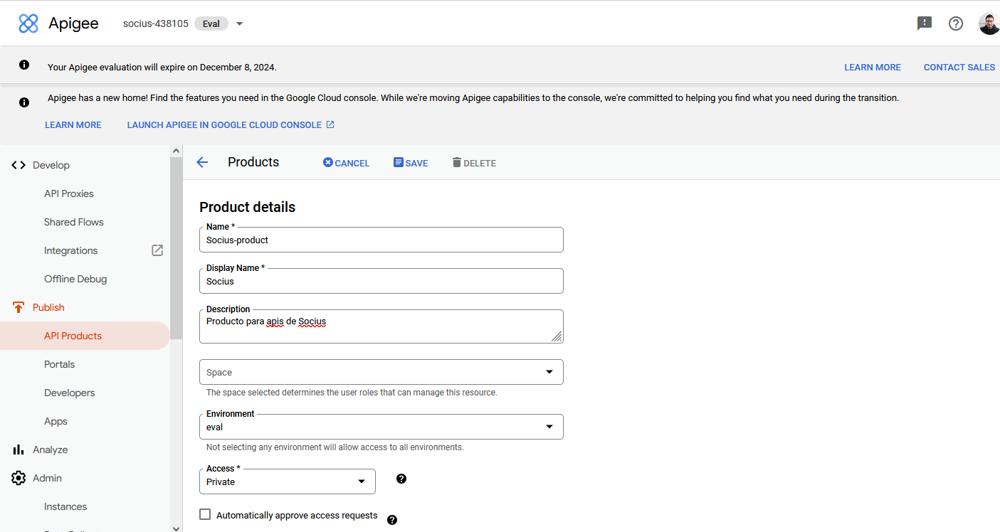 Apigee
socius-438105 Eval
Your Apigee evaluation will expire on December 8, 2024.
LEARN MORE CONTACT SALES
Apigee has a new home! Find the features you need in the Google Cloud console. While we're moving Apigee capabilities to the console, we're committed to helping you find what you need during the transition.
LEARN MORE LAUNCH APIGEE IN GOOGLE CLOUD CONSOLE
Develop
API Proxies
Shared Flows
Integrations
Offline Debug
Publish
API Products
Portals
Developers
Apps
Analyze
Admin
Instances
Products CANCEL SAVE DELETE
Product details
Name *
Socius-product
Display Name *
Socius
Description
Producto para apis de Socius
Space
The space selected determines the user roles that can manage this resource.
Environment
eval
Not selecting any environment will allow access to all environments.
Access *
Private
Automatically approve access requests